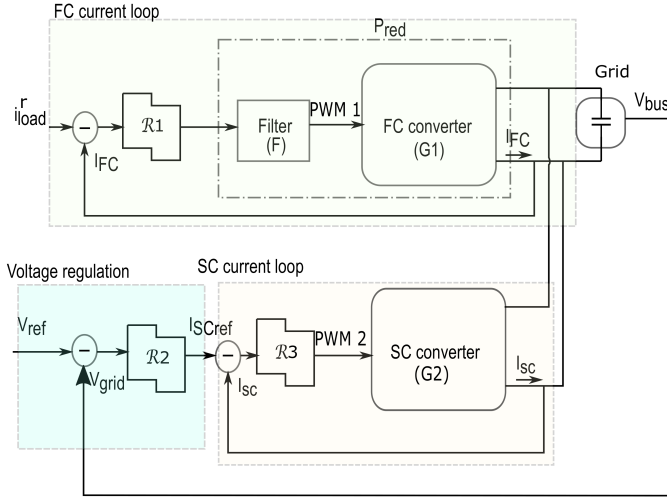 FC current loop
P_red
Grid
V_bus
i^r_load
ℛ1
PWM 1
Filter
(F)
FC converter
(G1)
I_FC
I_FC
Voltage regulation
SC current loop
V_ref
ℛ2
I_SCref
ℛ3
PWM 2
SC converter
(G2)
V_grid
I_sc
I_sc